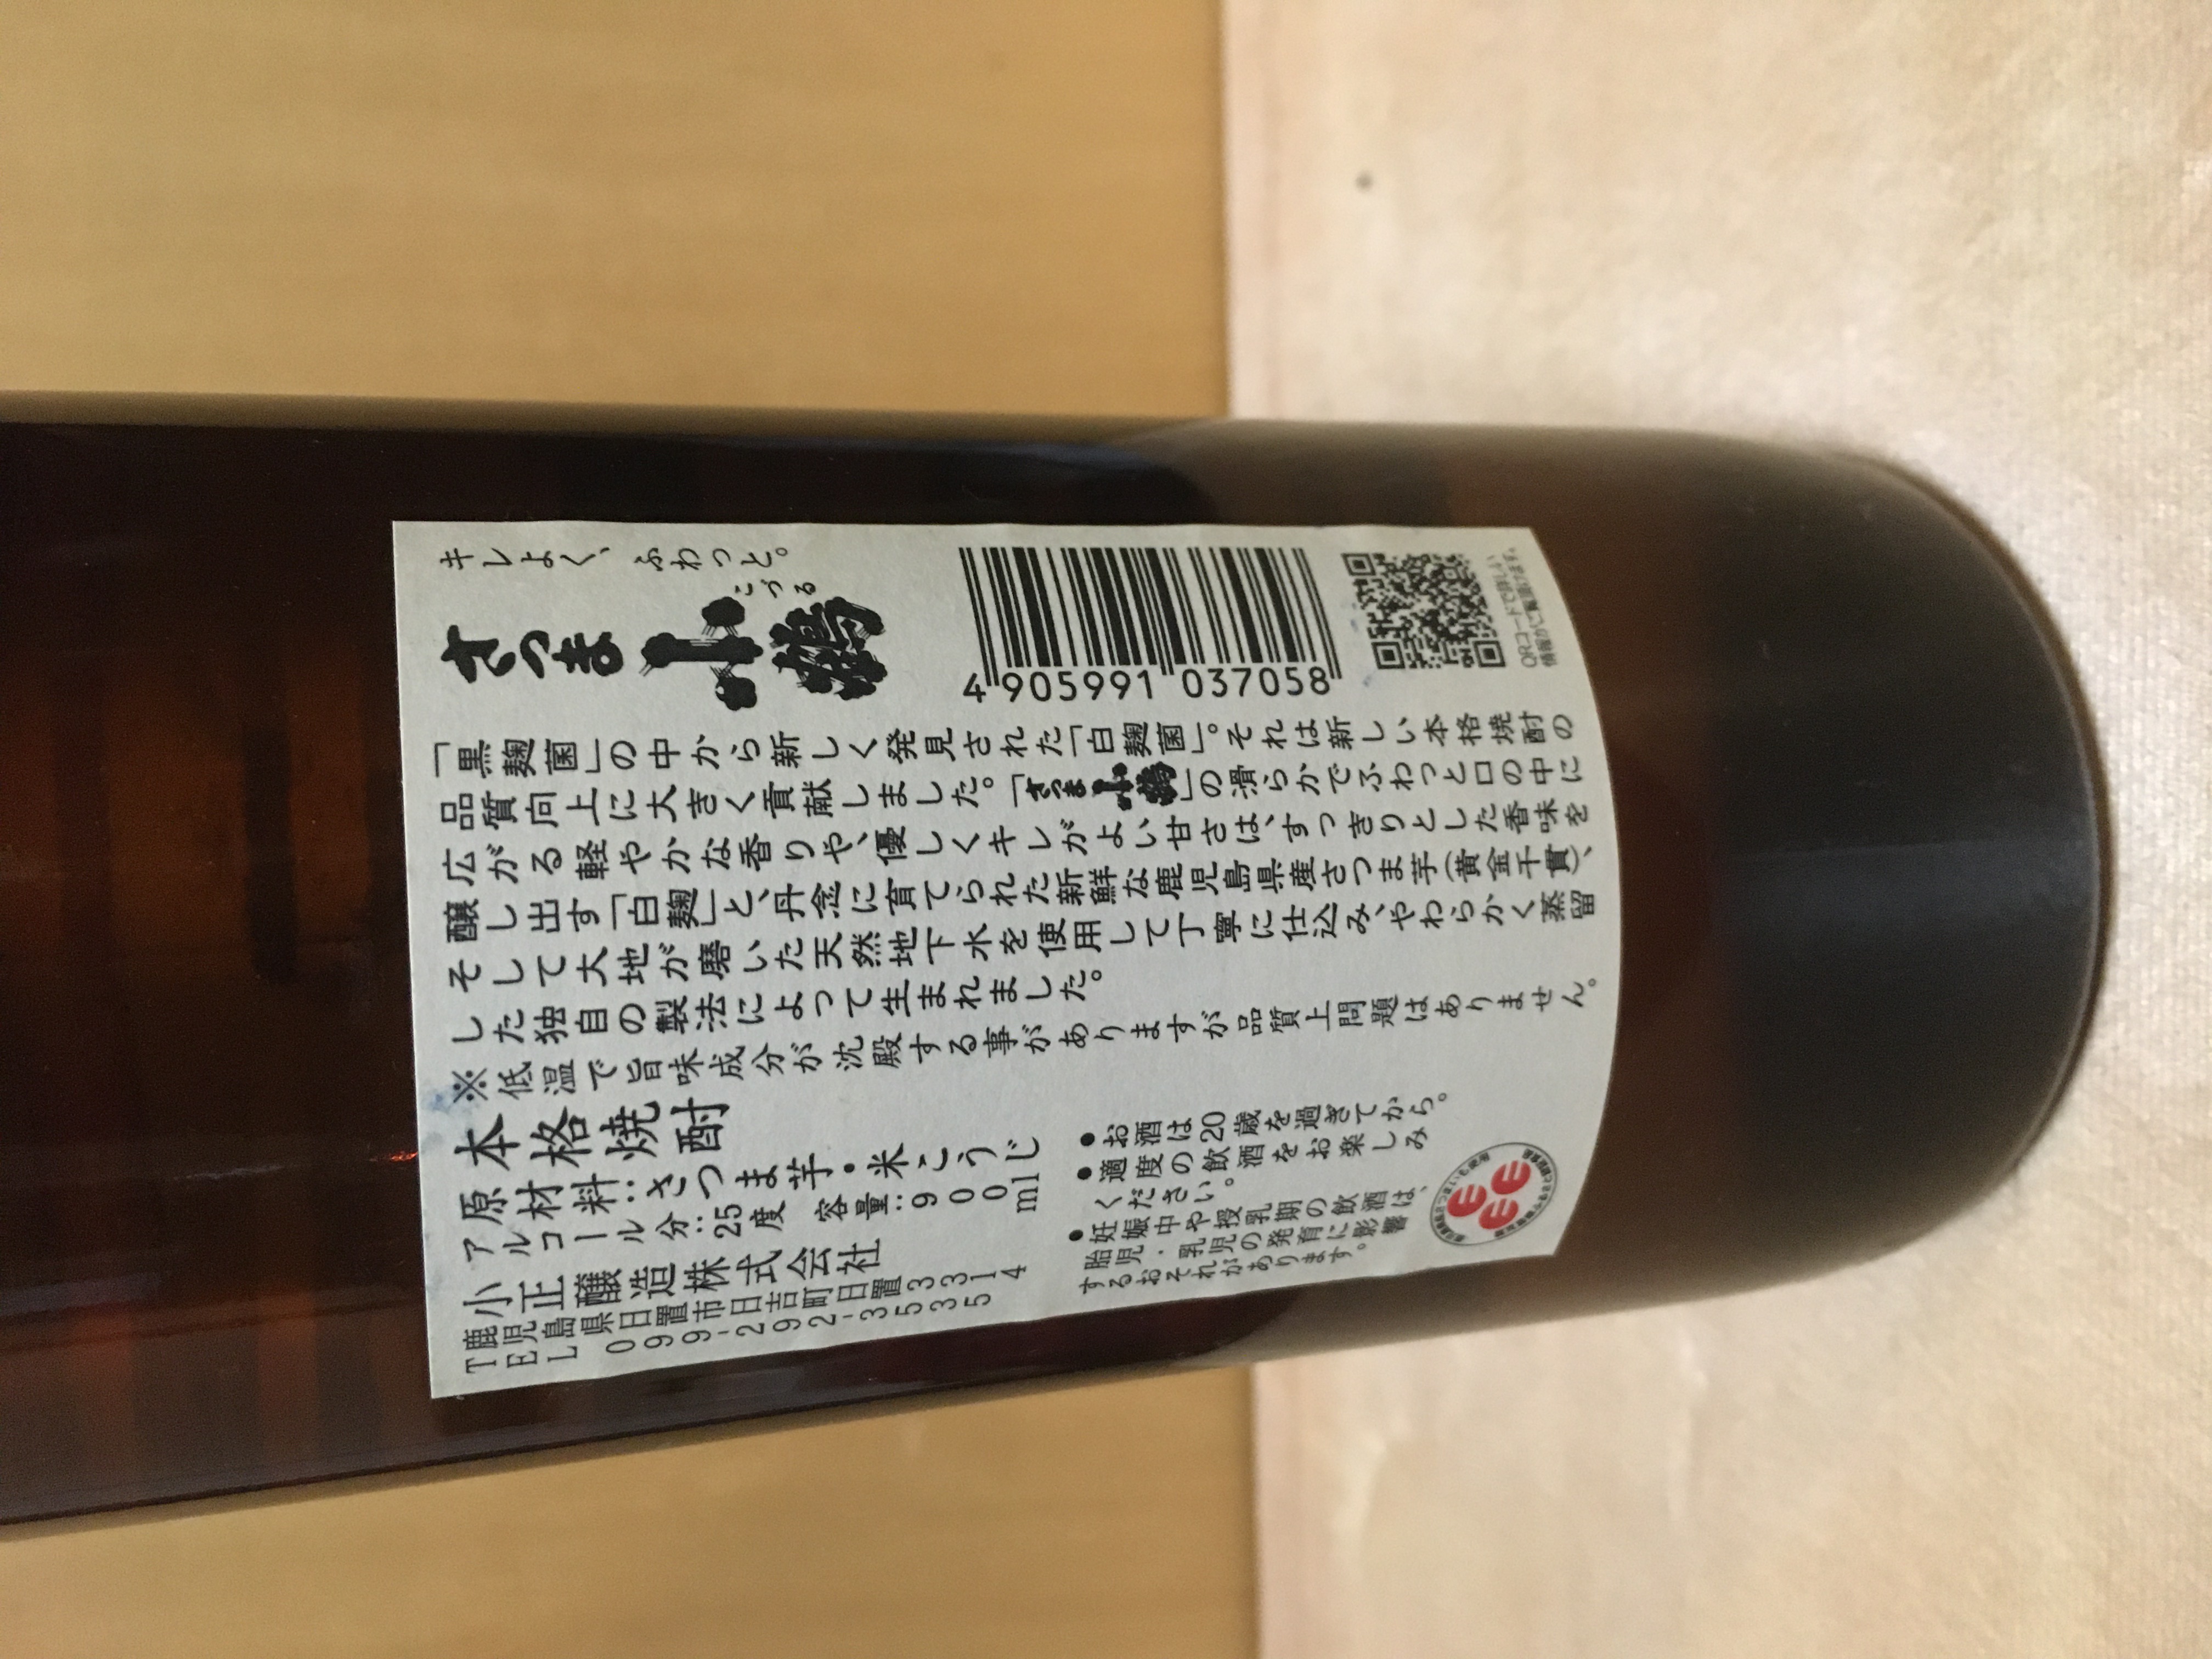 キレよく、ふわっと。
こづる
さつま小鶴
4 905991 037058
QRコードで詳しい
情報がご覧頂けます。
「黒麹菌」の中から新しく発見された「白麹菌」。それは新しい本格焼酎の
品質向上に大きく貢献しました。「さつま小鶴」の滑らかでふわっと口の中に
広がる軽やかな香りや、優しくキレがよい甘さは、すっきりとした香味を
醸し出す「白麹」と、丹念に育てられた新鮮な鹿児島県産さつま芋(黄金千貫)、
そして大地が磨いた天然地下水を使用して丁寧に仕込み、やわらかく蒸留
した独自の製法によって生まれました。
※低温で旨味成分が沈殿する事がありますが品質上問題はありません。
本格焼酎
原材料:さつま芋・米こうじ
アルコール分:25度 容量:900ml
小正醸造株式会社
鹿児島県日置市日吉町日置3314
TEL 099-292-3535
●お酒は20歳を過ぎてから。
●適度の飲酒をお楽しみ
ください。
●妊娠中や授乳期の飲酒は、
胎児・乳児の発育に影響
するおそれがあります。
EEE